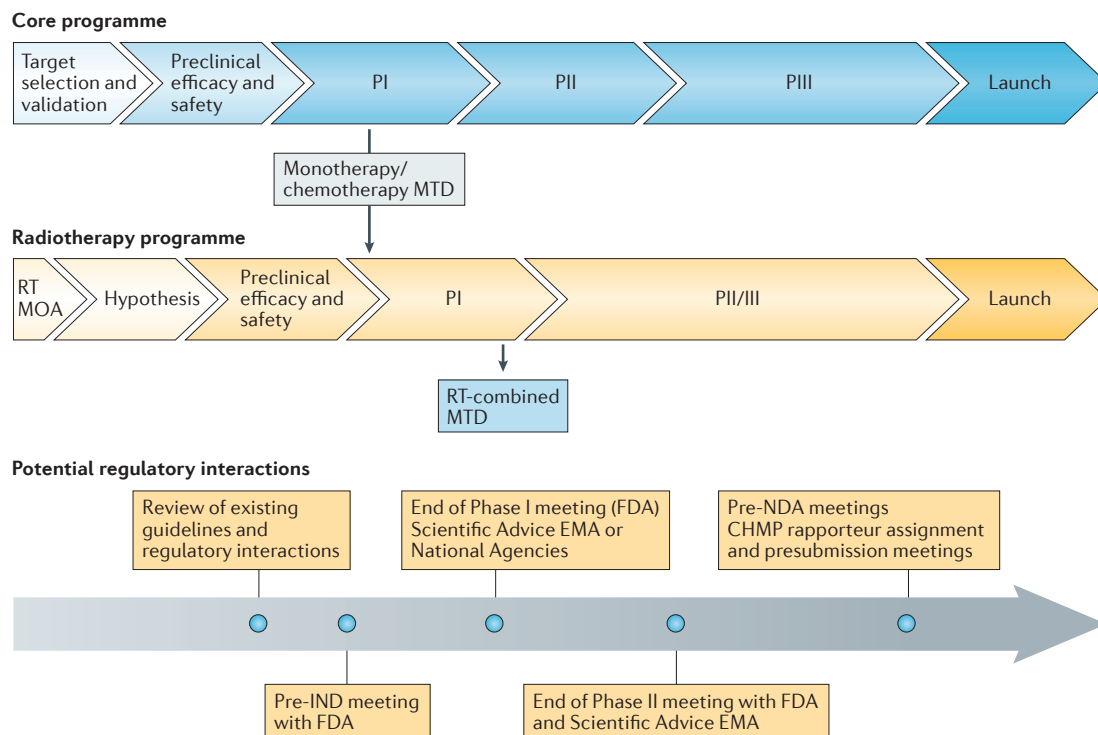 Core programme
Target
selection and
validation
Preclinical
efficacy and
safety
PI
PII
PIII
Launch
Monotherapy/
chemotherapy MTD
Radiotherapy programme
RT
MOA
Hypothesis
Preclinical
efficacy and
safety
PI
PII/III
Launch
RT-combined
MTD
Potential regulatory interactions
Review of existing
guidelines and
regulatory interactions
End of Phase I meeting (FDA)
Scientific Advice EMA or
National Agencies
Pre-NDA meetings
CHMP rapporteur assignment
and presubmission meetings
Pre-IND meeting
with FDA
End of Phase II meeting with FDA
and Scientific Advice EMA